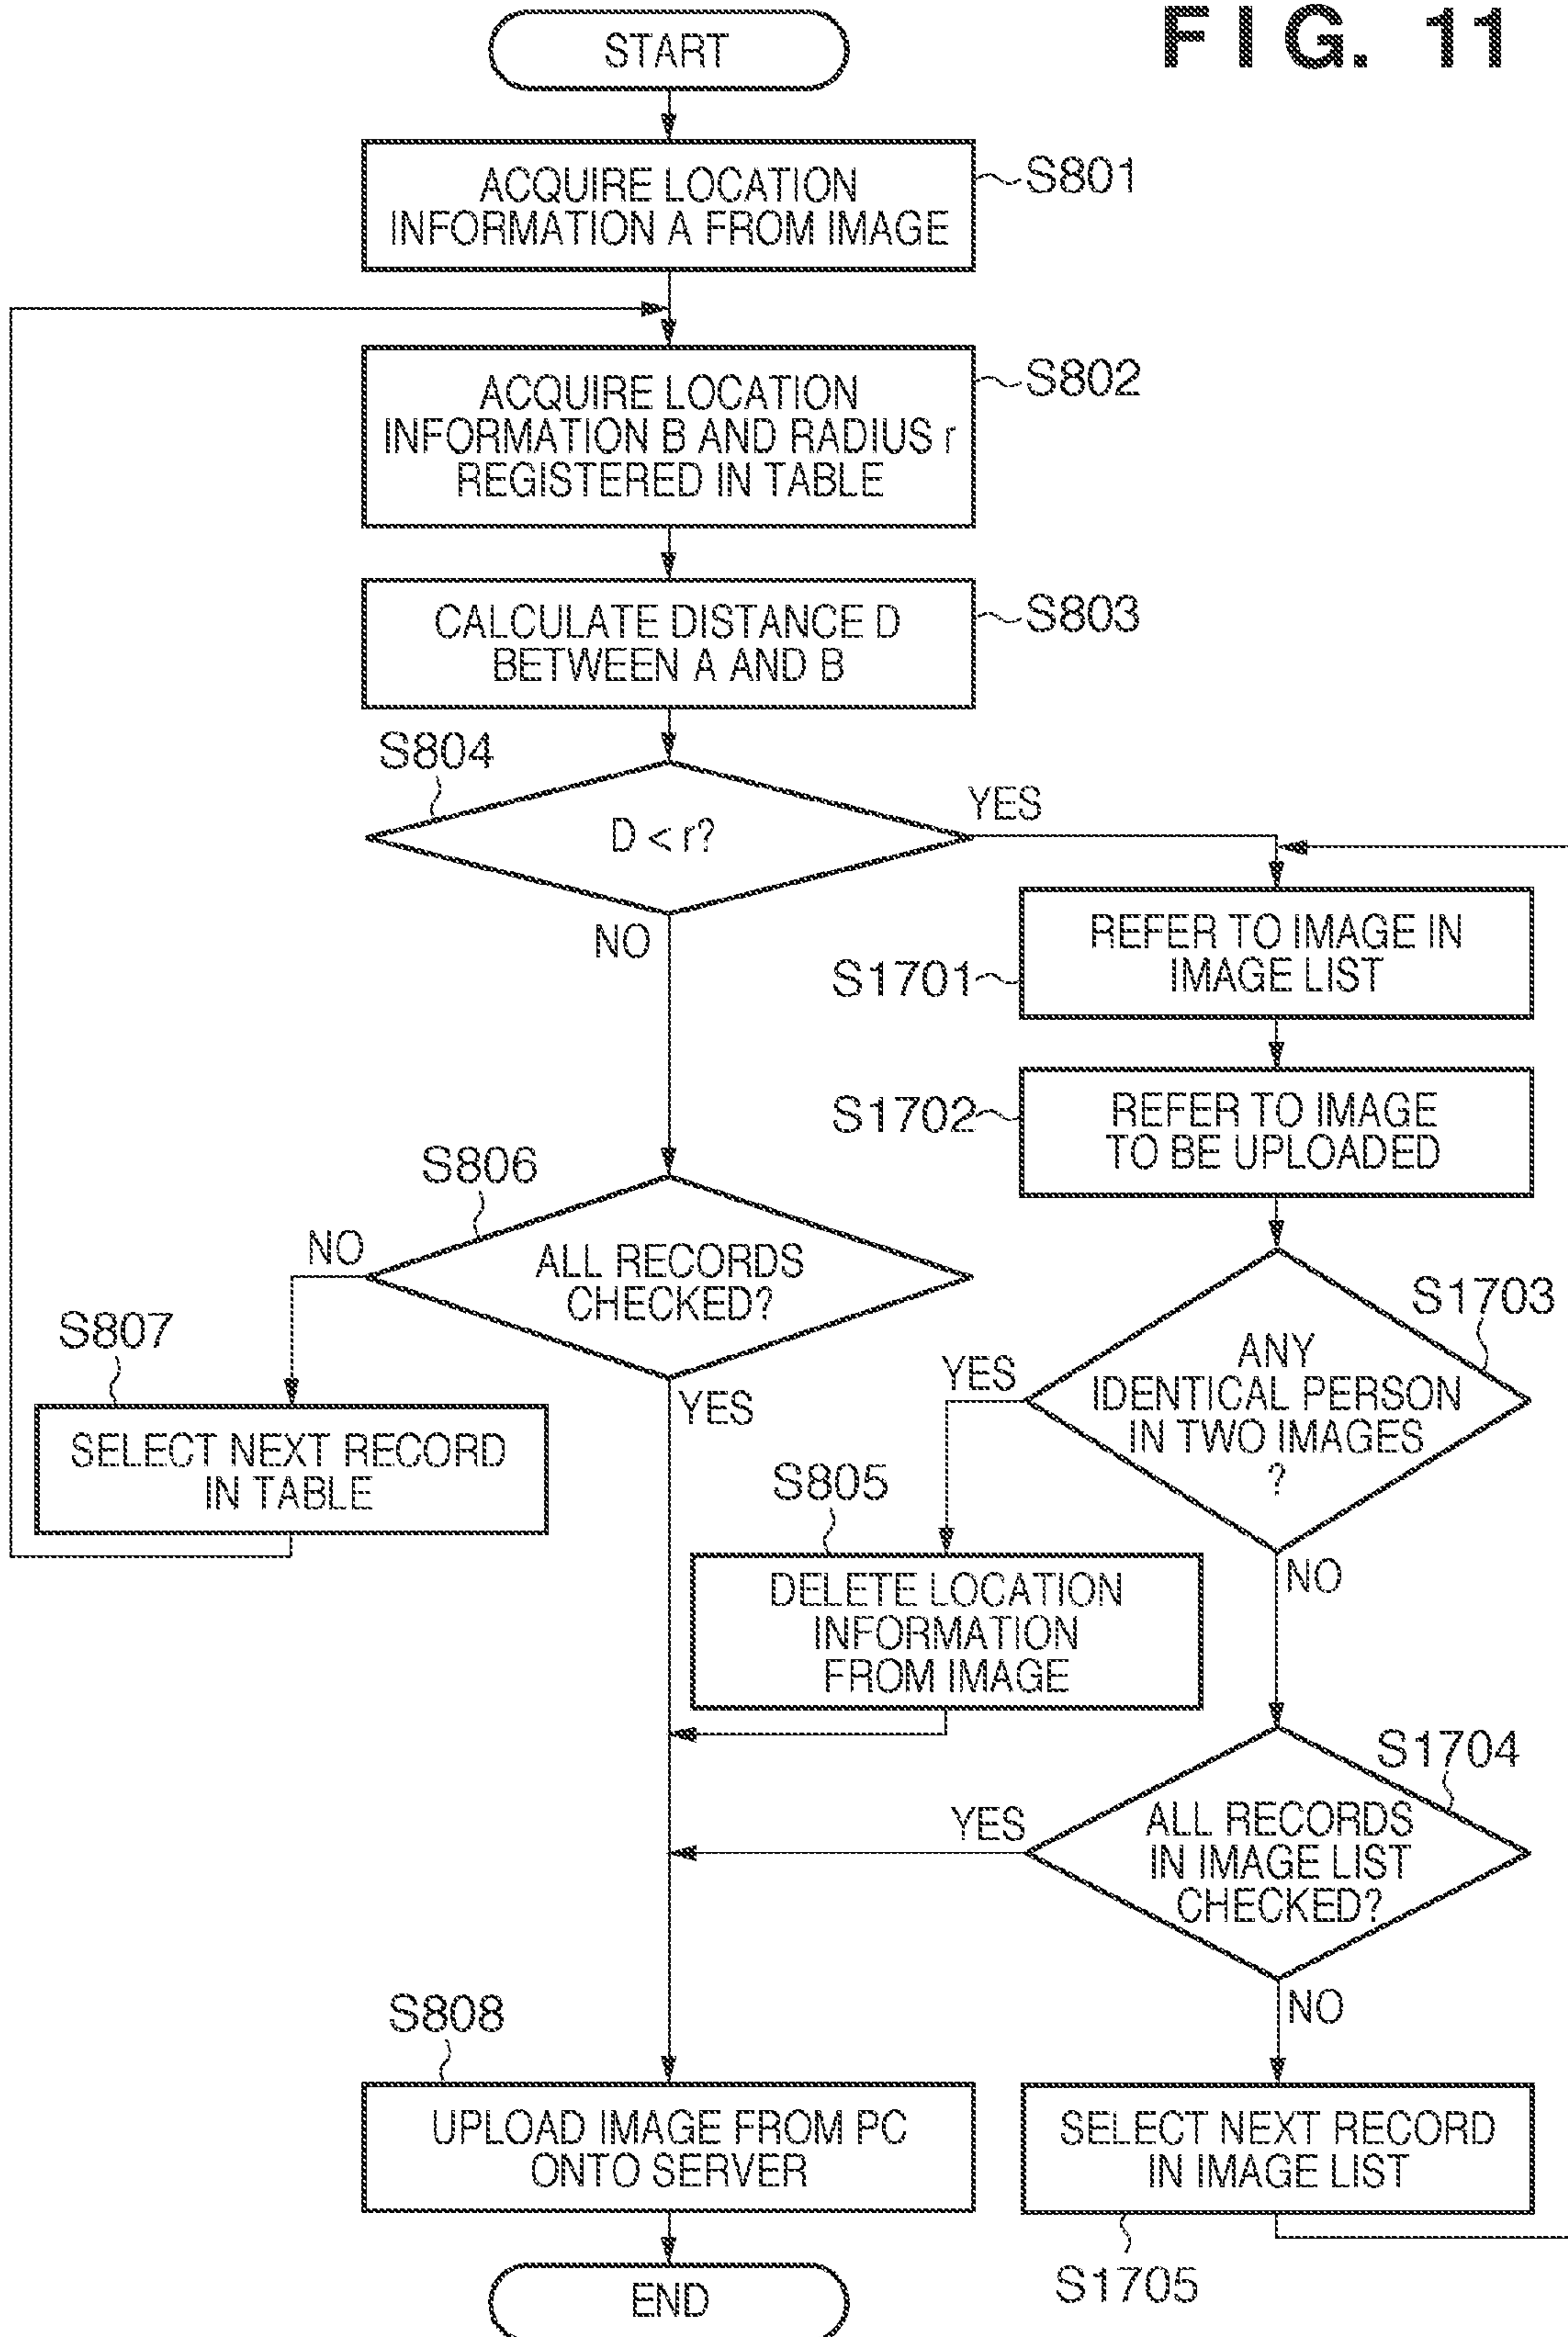 FIG. 11
START
ACQUIRE LOCATION
INFORMATION A FROM IMAGE
S801
ACQUIRE LOCATION
INFORMATION B AND RADIUS r
REGISTERED IN TABLE
S802
CALCULATE DISTANCE D
BETWEEN A AND B
S803
S804
D < r?
YES
NO
REFER TO IMAGE IN
IMAGE LIST
S1701
REFER TO IMAGE
TO BE UPLOADED
S1702
S806
ALL RECORDS
CHECKED?
NO
YES
S807
SELECT NEXT RECORD
IN TABLE
S1703
ANY
IDENTICAL PERSON
IN TWO IMAGES
?
YES
NO
S805
DELETE LOCATION
INFORMATION
FROM IMAGE
S1704
ALL RECORDS
IN IMAGE LIST
CHECKED?
YES
NO
S808
UPLOAD IMAGE FROM PC
ONTO SERVER
SELECT NEXT RECORD
IN IMAGE LIST
S1705
END